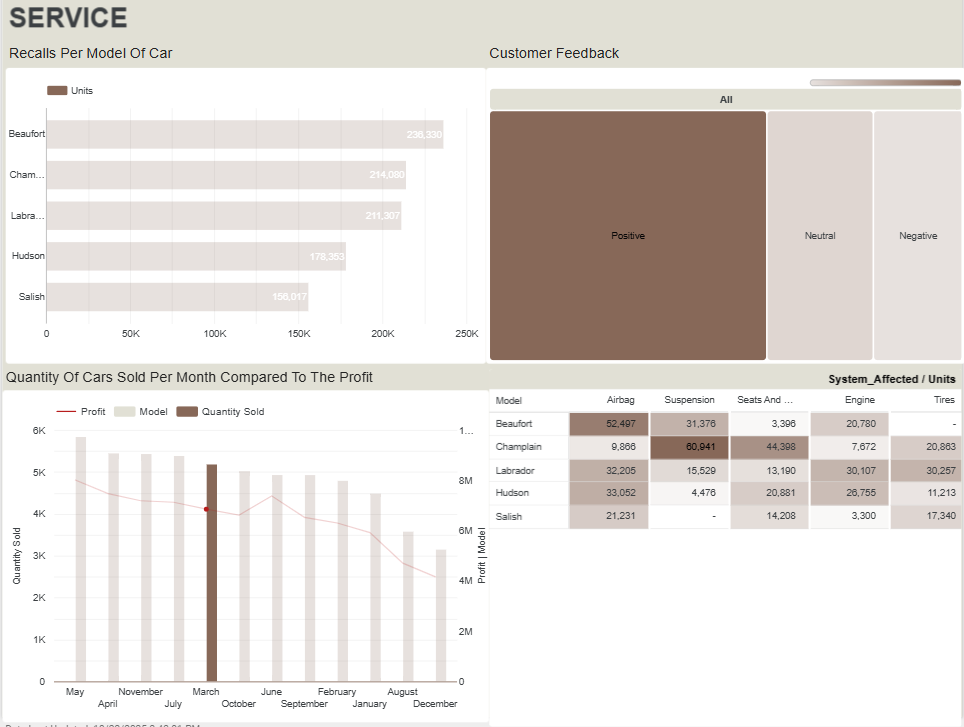 SERVICE
Recalls Per Model Of Car
Units
Beaufort 236,330
Cham... 214,080
Labra... 211,307
Hudson 178,353
Salish 156,017
0 50K 100K 150K 200K 250K
Customer Feedback
All
Positive Neutral Negative
Quantity Of Cars Sold Per Month Compared To The Profit
Profit Model Quantity Sold
6K 1...
5K 8M
4K
6M
3K
4M
2K
2M
1K
0 0
Quantity Sold
Profit | Model
May November March June February August
April July October September January December
System_Affected / Units
Model Airbag Suspension Seats And ... Engine Tires
Beaufort 52,497 31,376 3,396 20,780 -
Champlain 9,866 60,941 44,398 7,672 20,863
Labrador 32,205 15,529 13,190 30,107 30,257
Hudson 33,052 4,476 20,881 26,755 11,213
Salish 21,231 - 14,208 3,300 17,340